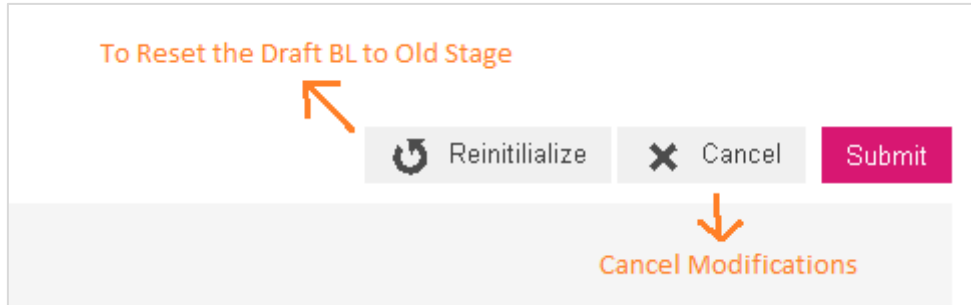 To Reset the Draft BL to Old Stage
Reinitilialize Cancel Submit
Cancel Modifications